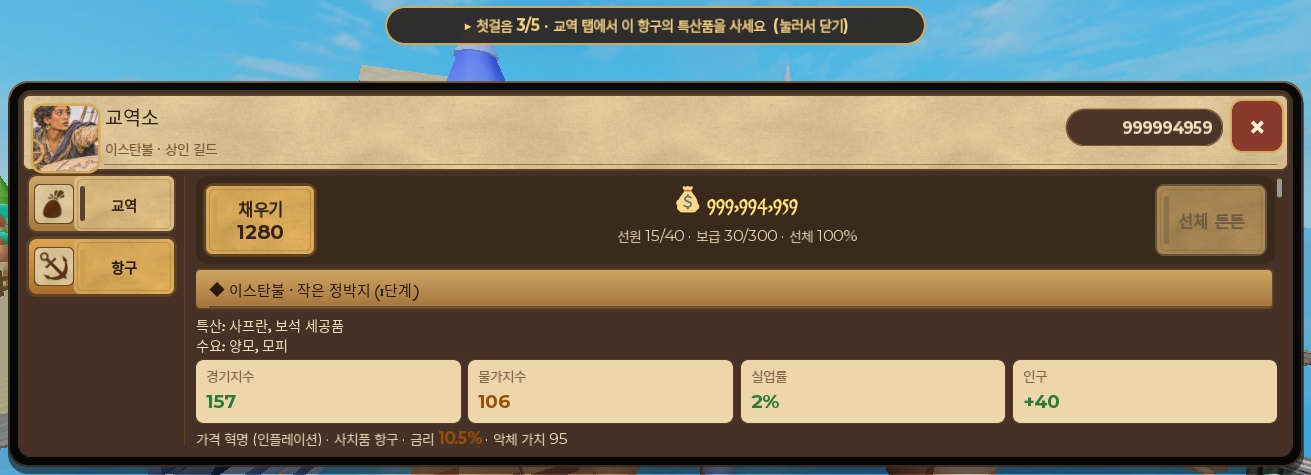 ▸ 첫걸음 3/5 · 교역 탭에서 이 항구의 특산품을 사세요 (눌러서 닫기)
교역소
이스탄불 · 상인 길드
999994959
×
교역
항구
채우기
1280
999,994,959
선원 15/40 · 보급 30/300 · 선체 100%
선체 튼튼
◆ 이스탄불 · 작은 정박지 (1단계)
특산: 사프란, 보석 세공품
수요: 양모, 모피
경기지수
157
물가지수
106
실업률
2%
인구
+40
가격 혁명 (인플레이션) · 사치품 항구 · 금리 10.5% · 악체 가치 95